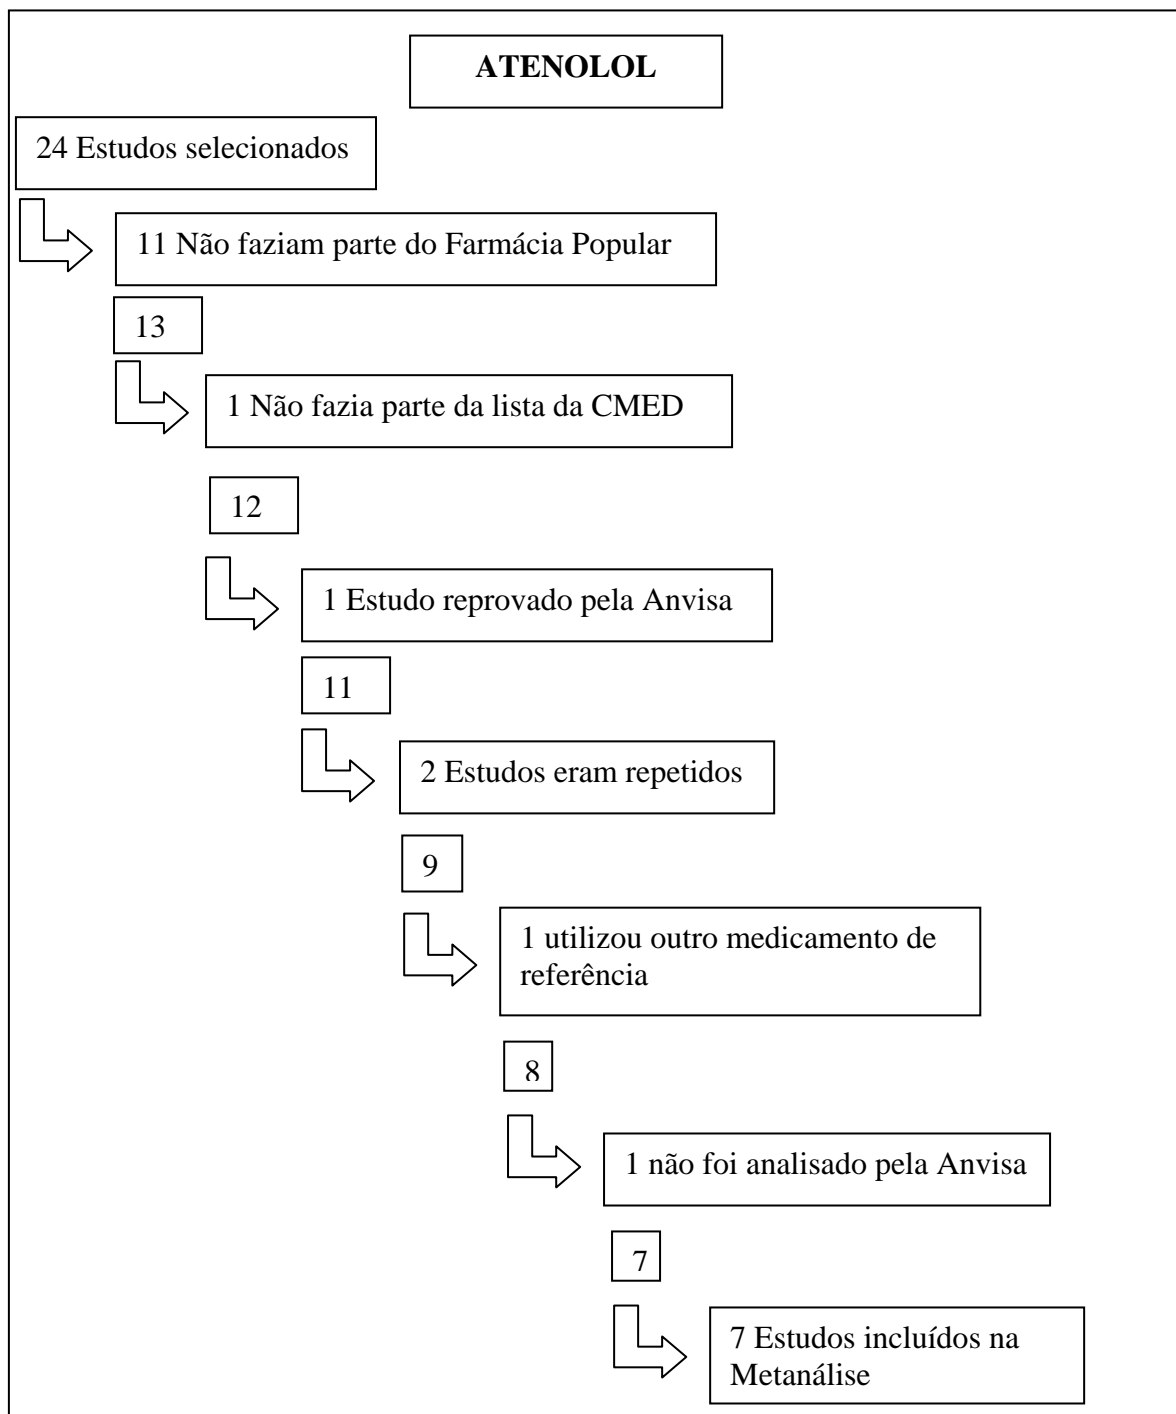 ATENOLOL
24 Estudos selecionados
11 Não faziam parte do Farmácia Popular
13
1 Não fazia parte da lista da CMED
12
1 Estudo reprovado pela Anvisa
11
2 Estudos eram repetidos
9
1 utilizou outro medicamento de
referência
8
1 não foi analisado pela Anvisa
7
7 Estudos incluídos na
Metanálise